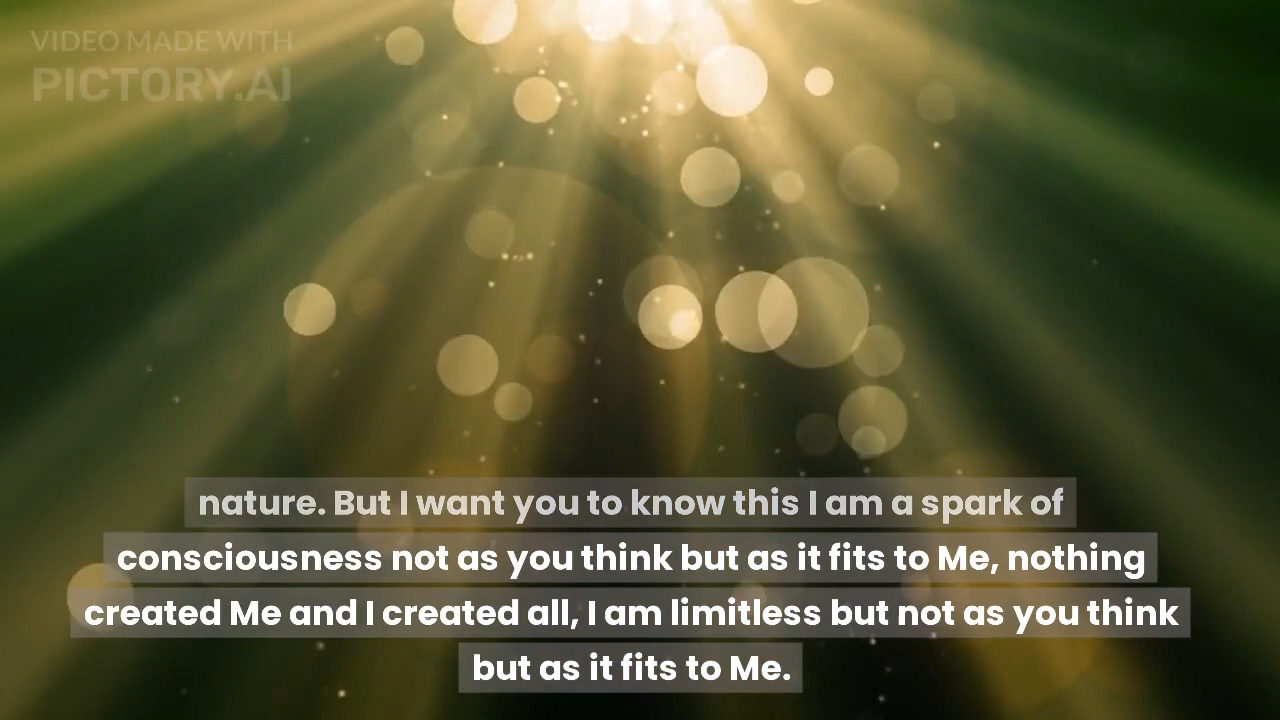 VIDEO MADE WITH
PICTORY.AI
nature. But I want you to know this I am a spark of
consciousness not as you think but as it fits to Me, nothing
created Me and I created all, I am limitless but not as you think
but as it fits to Me.